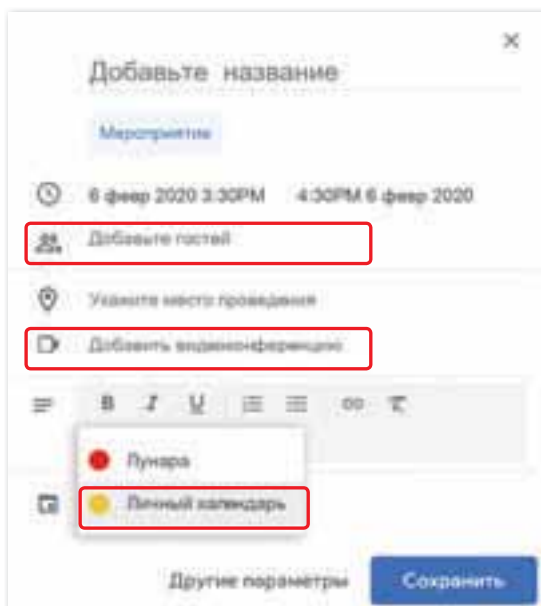 Добавьте название
Мероприятие
6 февр 2020 3:30PM 4:30PM 6 февр 2020
Добавьте гостей
Укажите место проведения
Добавить видеоконференцию
B I U
Лунара
Личный календарь
Другие параметры
Сохранить